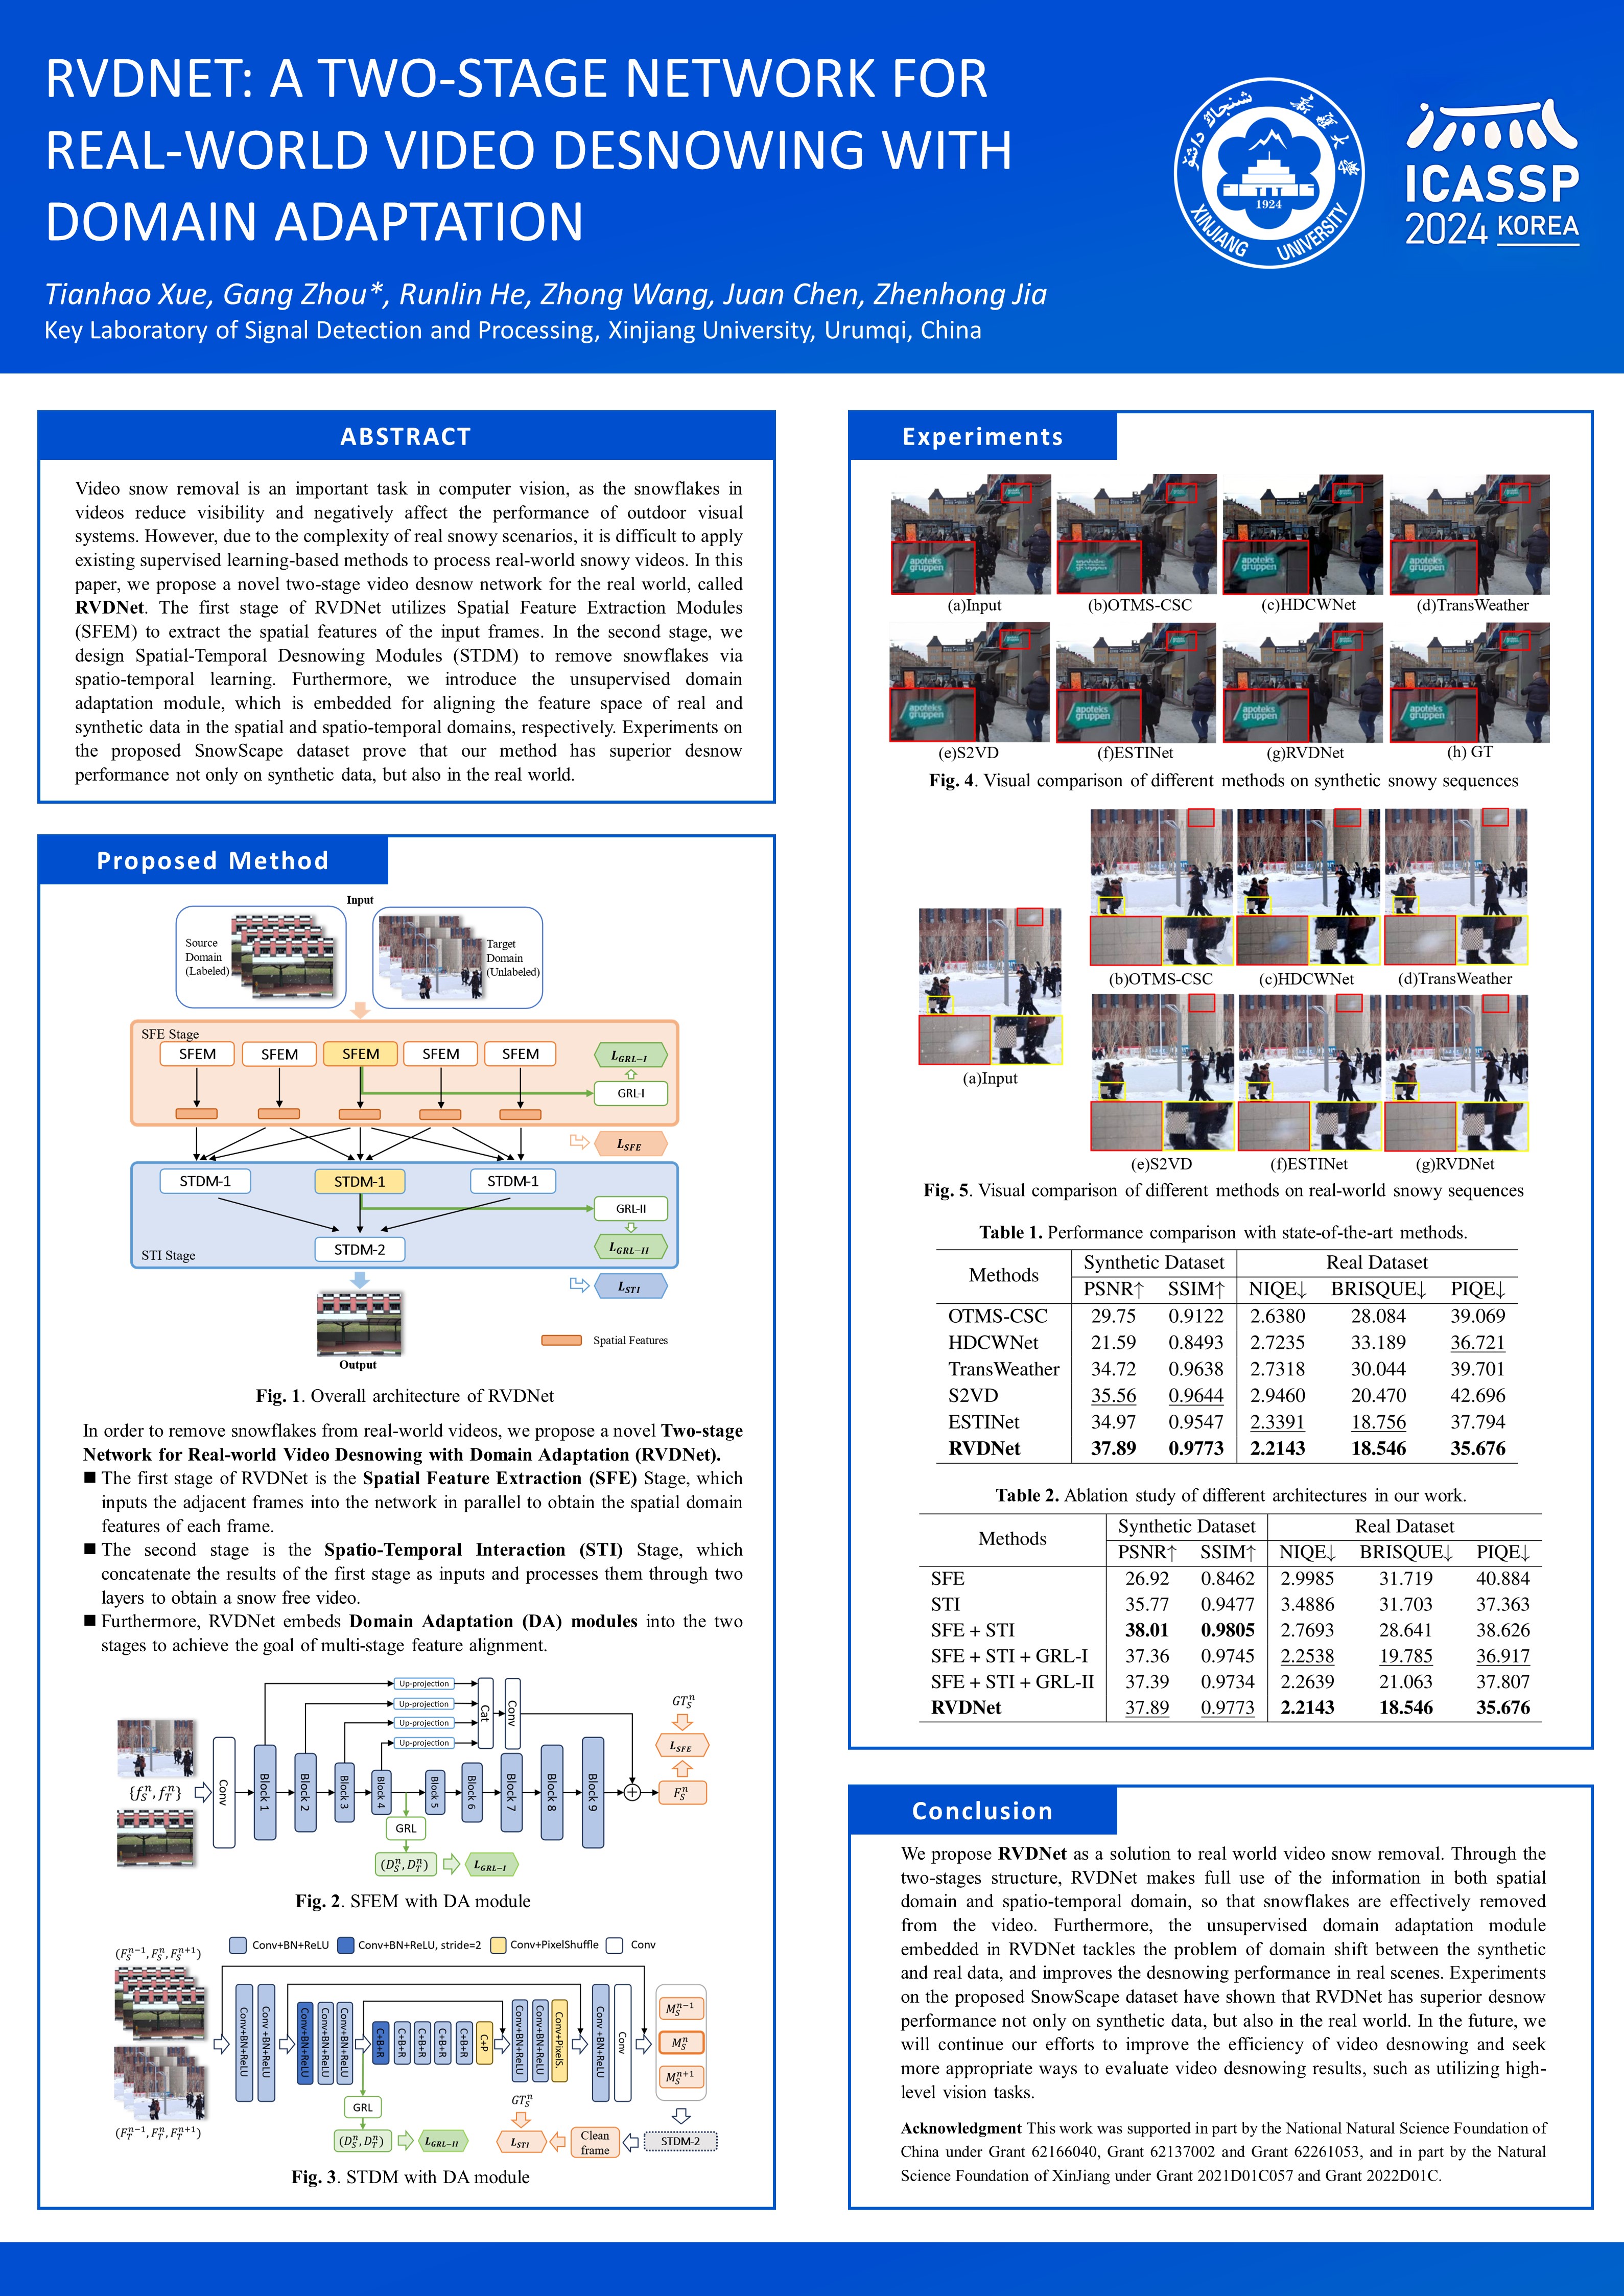 RVDNET: A TWO-STAGE NETWORK FOR
REAL-WORLD VIDEO DESNOWING WITH
DOMAIN ADAPTATION
Tianhao Xue, Gang Zhou*, Runlin He, Zhong Wang, Juan Chen, Zhenhong Jia
Key Laboratory of Signal Detection and Processing, Xinjiang University, Urumqi, China
1924
XINJIANG UNIVERSITY
ICASSP
2024 KOREA
ABSTRACT
Video snow removal is an important task in computer vision, as the snowflakes in
videos reduce visibility and negatively affect the performance of outdoor visual
systems. However, due to the complexity of real snowy scenarios, it is difficult to apply
existing supervised learning-based methods to process real-world snowy videos. In this
paper, we propose a novel two-stage video desnow network for the real world, called
RVDNet. The first stage of RVDNet utilizes Spatial Feature Extraction Modules
(SFEM) to extract the spatial features of the input frames. In the second stage, we
design Spatial-Temporal Desnowing Modules (STDM) to remove snowflakes via
spatio-temporal learning. Furthermore, we introduce the unsupervised domain
adaptation module, which is embedded for aligning the feature space of real and
synthetic data in the spatial and spatio-temporal domains, respectively. Experiments on
the proposed SnowScape dataset prove that our method has superior desnow
performance not only on synthetic data, but also in the real world.
Proposed Method
Input
Source
Domain
(Labeled)
Target
Domain
(Unlabeled)
SFE Stage
SFEM SFEM SFEM SFEM SFEM
L_GRL-I
GRL-I
L_SFE
STDM-1 STDM-1 STDM-1
GRL-II
STDM-2
L_GRL-II
STI Stage
L_STI
Spatial Features
Output
Fig. 1. Overall architecture of RVDNet
In order to remove snowflakes from real-world videos, we propose a novel Two-stage
Network for Real-world Video Desnowing with Domain Adaptation (RVDNet).
■ The first stage of RVDNet is the Spatial Feature Extraction (SFE) Stage, which
inputs the adjacent frames into the network in parallel to obtain the spatial domain
features of each frame.
■ The second stage is the Spatio-Temporal Interaction (STI) Stage, which
concatenate the results of the first stage as inputs and processes them through two
layers to obtain a snow free video.
■ Furthermore, RVDNet embeds Domain Adaptation (DA) modules into the two
stages to achieve the goal of multi-stage feature alignment.
Up-projection
Up-projection
Up-projection
Up-projection
Cat
Conv
GT_S^n
L_SFE
{f_S^n, f_T^n}
Conv
Block 1
Block 2
Block 3
Block 4
Block 5
Block 6
Block 7
Block 8
Block 9
F_S^n
GRL
(D_S^n, D_T^n)
L_GRL-I
Fig. 2. SFEM with DA module
Conv+BN+ReLU Conv+BN+ReLU, stride=2 Conv+PixelShuffle Conv
(F_S^n-1, F_S^n, F_S^n+1)
Conv+BN+ReLU
Conv +BN+ReLU
Conv+BN+ReLU
Conv+BN+ReLU
Conv+BN+ReLU
C+B+R
C+B+R
C+B+R
C+B+R
C+B+R
C+P
Conv+BN+ReLU
Conv+BN+ReLU
Conv+PixelS.
Conv +BN+ReLU
Conv
M_S^n-1
M_S^n
M_S^n+1
(F_T^n-1, F_T^n, F_T^n+1)
GRL
(D_S^n, D_T^n)
L_GRL-II
GT_S^n
L_STI
Clean
frame
STDM-2
Fig. 3. STDM with DA module
Experiments
apoteks
gruppen
apoteks
gruppen
apoteks
gruppen
apoteks
gruppen
(a)Input (b)OTMS-CSC (c)HDCWNet (d)TransWeather
apoteks
gruppen
apoteks
gruppen
apoteks
gruppen
apoteks
gruppen
(e)S2VD (f)ESTINet (g)RVDNet (h) GT
Fig. 4. Visual comparison of different methods on synthetic snowy sequences
(b)OTMS-CSC (c)HDCWNet (d)TransWeather
(a)Input
(e)S2VD (f)ESTINet (g)RVDNet
Fig. 5. Visual comparison of different methods on real-world snowy sequences
Table 1. Performance comparison with state-of-the-art methods.
Methods Synthetic Dataset Real Dataset
PSNR↑ SSIM↑ NIQE↓ BRISQUE↓ PIQE↓
OTMS-CSC 29.75 0.9122 2.6380 28.084 39.069
HDCWNet 21.59 0.8493 2.7235 33.189 36.721
TransWeather 34.72 0.9638 2.7318 30.044 39.701
S2VD 35.56 0.9644 2.9460 20.470 42.696
ESTINet 34.97 0.9547 2.3391 18.756 37.794
RVDNet 37.89 0.9773 2.2143 18.546 35.676
Table 2. Ablation study of different architectures in our work.
Methods Synthetic Dataset Real Dataset
PSNR↑ SSIM↑ NIQE↓ BRISQUE↓ PIQE↓
SFE 26.92 0.8462 2.9985 31.719 40.884
STI 35.77 0.9477 3.4886 31.703 37.363
SFE + STI 38.01 0.9805 2.7693 28.641 38.626
SFE + STI + GRL-I 37.36 0.9745 2.2538 19.785 36.917
SFE + STI + GRL-II 37.39 0.9734 2.2639 21.063 37.807
RVDNet 37.89 0.9773 2.2143 18.546 35.676
Conclusion
We propose RVDNet as a solution to real world video snow removal. Through the
two-stages structure, RVDNet makes full use of the information in both spatial
domain and spatio-temporal domain, so that snowflakes are effectively removed
from the video. Furthermore, the unsupervised domain adaptation module
embedded in RVDNet tackles the problem of domain shift between the synthetic
and real data, and improves the desnowing performance in real scenes. Experiments
on the proposed SnowScape dataset have shown that RVDNet has superior desnow
performance not only on synthetic data, but also in the real world. In the future, we
will continue our efforts to improve the efficiency of video desnowing and seek
more appropriate ways to evaluate video desnowing results, such as utilizing high-
level vision tasks.
Acknowledgment This work was supported in part by the National Natural Science Foundation of
China under Grant 62166040, Grant 62137002 and Grant 62261053, and in part by the Natural
Science Foundation of XinJiang under Grant 2021D01C057 and Grant 2022D01C.